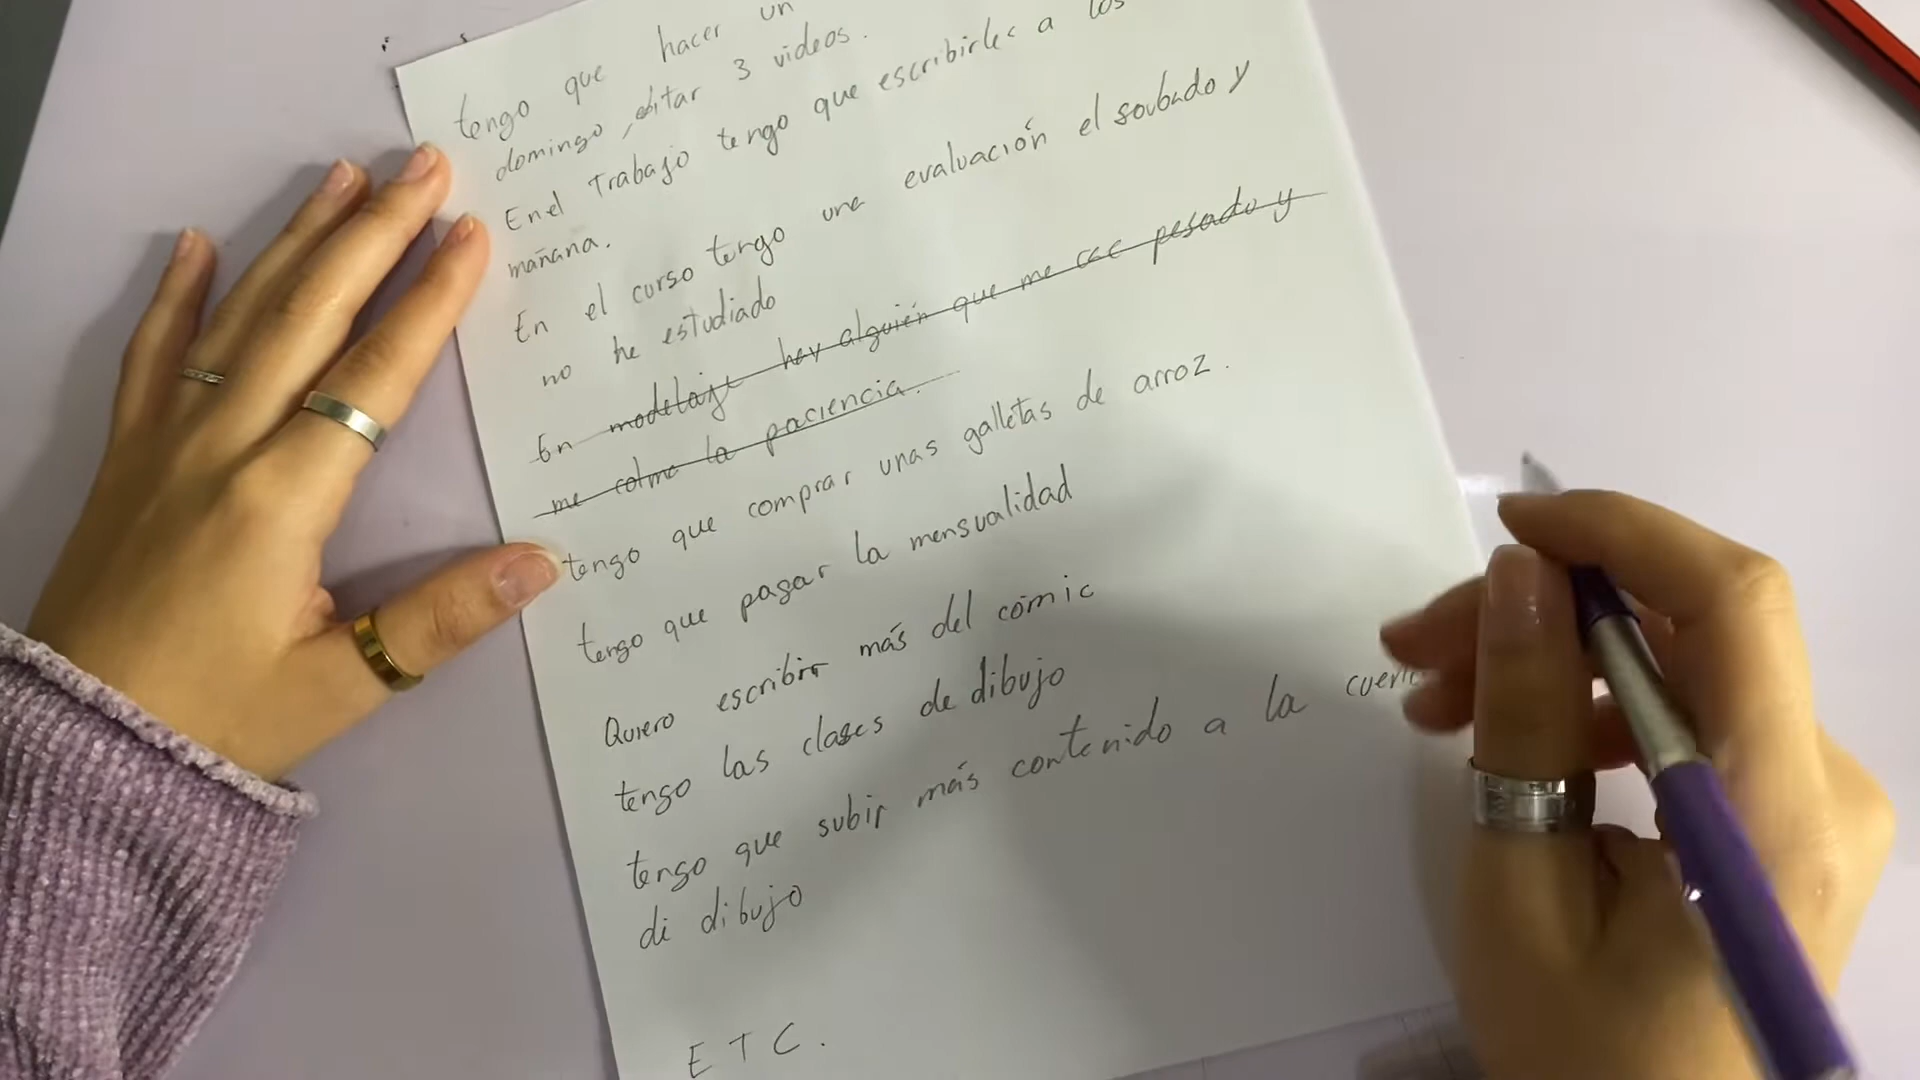 tengo que hacer un
domingo, editar 3 videos.
En el Trabajo tengo que escribirles a los
mañana.
En el curso tengo una evaluación el soubado y
no he estudiado
En modelaje hay alguién que me cae pesado y
me colma la paciencia.
tengo que comprar unas galletas de arroz.
tengo que pagar la mensualidad
Quiero escribir más del cómic
tengo las clases de dibujo
tengo que subir más contenido a la
di dibujo
ETC.